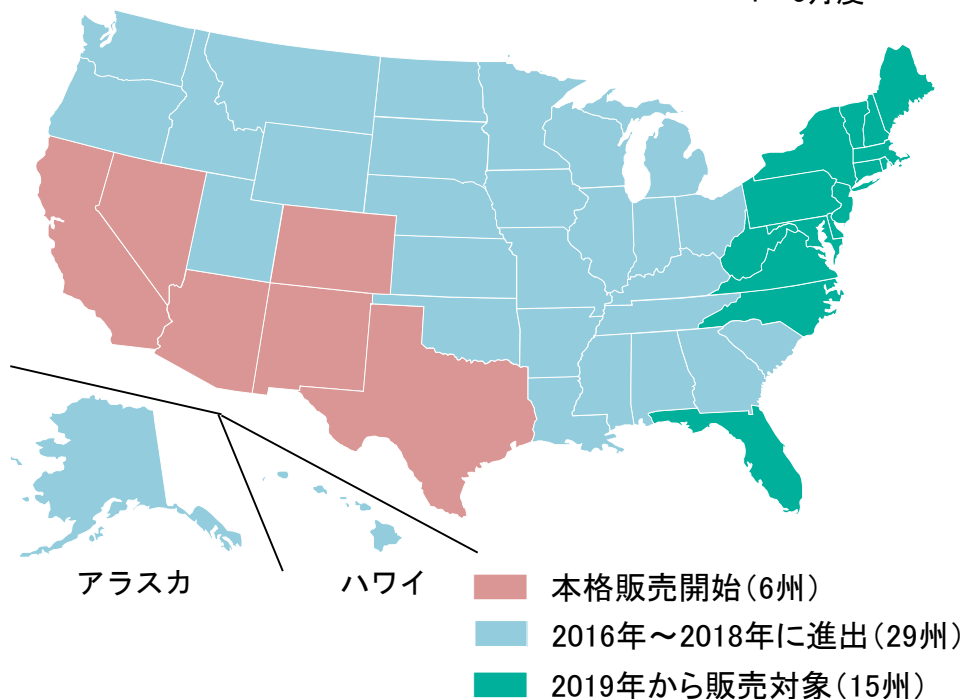 アラスカ
ハワイ
本格販売開始（6州）
2016年～2018年に進出（29州）
2019年から販売対象（15州）